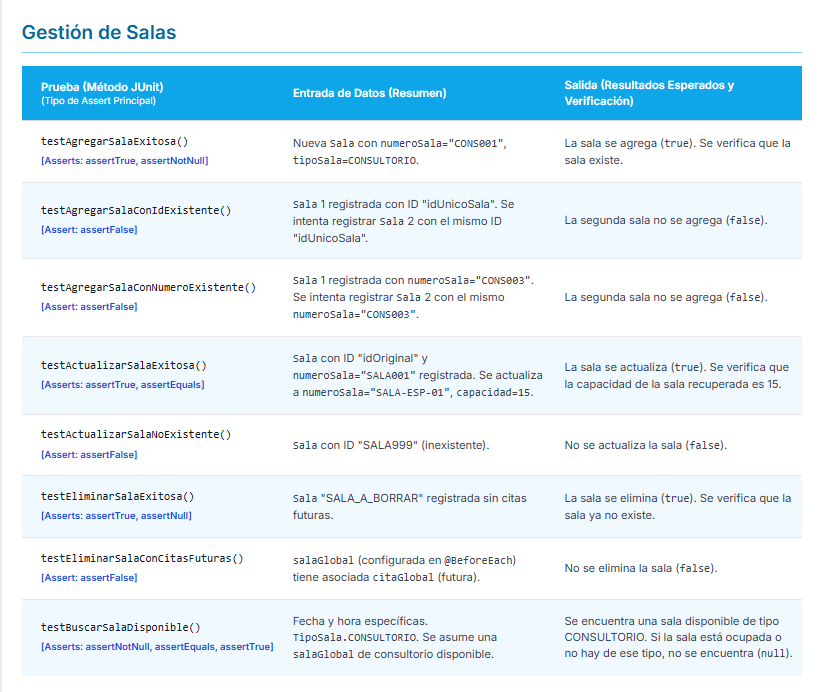 Gestión de Salas
Prueba (Método JUnit)
(Tipo de Assert Principal)
Entrada de Datos (Resumen)
Salida (Resultados Esperados y
Verificación)
testAgregarSalaExitosa()
[Asserts: assertTrue, assertNotNull]
Nueva Sala con numeroSala="CONS001",
tipoSala=CONSULTORIO.
La sala se agrega (true). Se verifica que la
sala existe.
testAgregarSalaConIdExistente()
[Assert: assertFalse]
Sala 1 registrada con ID "idUnicoSala". Se
intenta registrar Sala 2 con el mismo ID
"idUnicoSala".
La segunda sala no se agrega (false).
testAgregarSalaConNumeroExistente()
[Assert: assertFalse]
Sala 1 registrada con numeroSala="CONS003".
Se intenta registrar Sala 2 con el mismo
numeroSala="CONS003".
La segunda sala no se agrega (false).
testActualizarSalaExitosa()
[Asserts: assertTrue, assertEquals]
Sala con ID "idOriginal" y
numeroSala="SALA001" registrada. Se actualiza
a numeroSala="SALA-ESP-01", capacidad=15.
La sala se actualiza (true). Se verifica que
la capacidad de la sala recuperada es 15.
testActualizarSalaNoExistente()
[Assert: assertFalse]
Sala con ID "SALA999" (inexistente).
No se actualiza la sala (false).
testEliminarSalaExitosa()
[Asserts: assertTrue, assertNull]
Sala "SALA_A_BORRAR" registrada sin citas
futuras.
La sala se elimina (true). Se verifica que la
sala ya no existe.
testEliminarSalaConCitasFuturas()
[Assert: assertFalse]
salaGlobal (configurada en @BeforeEach)
tiene asociada citaGlobal (futura).
No se elimina la sala (false).
testBuscarSalaDisponible()
[Asserts: assertNotNull, assertEquals, assertTrue]
Fecha y hora específicas.
TipoSala.CONSULTORIO. Se asume una
salaGlobal de consultorio disponible.
Se encuentra una sala disponible de tipo
CONSULTORIO. Si la sala está ocupada o
no hay de ese tipo, no se encuentra (null).